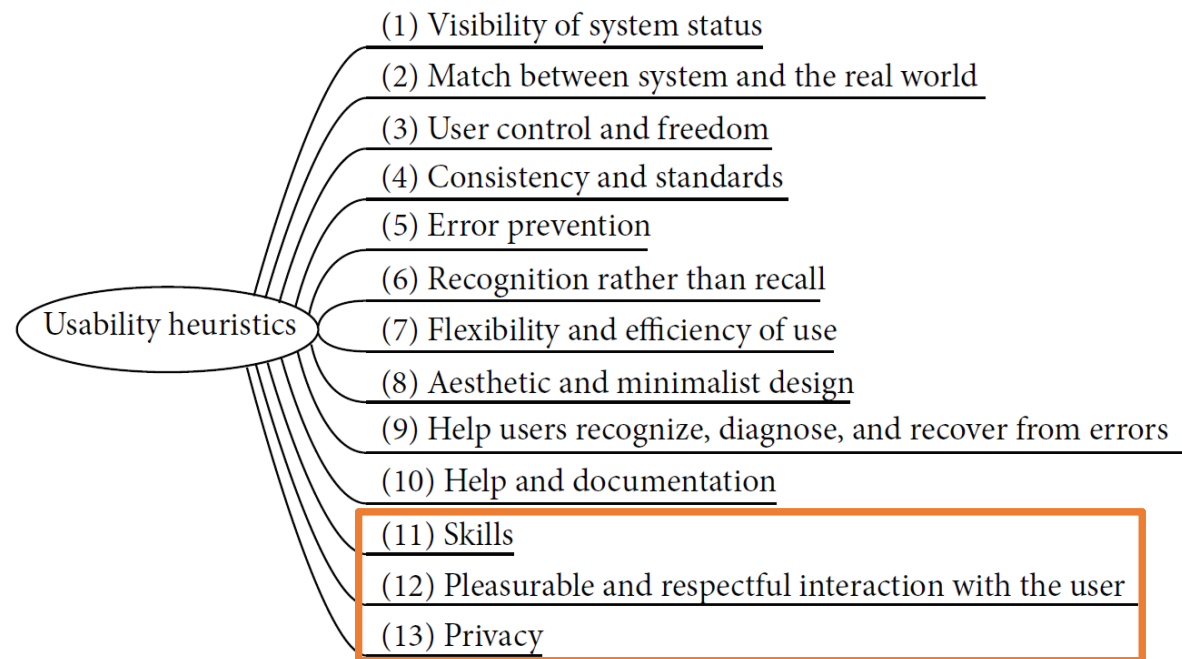 (1) Visibility of system status
(2) Match between system and the real world
(3) User control and freedom
(4) Consistency and standards
(5) Error prevention
(6) Recognition rather than recall
Usability heuristics
(7) Flexibility and efficiency of use
(8) Aesthetic and minimalist design
(9) Help users recognize, diagnose, and recover from errors
(10) Help and documentation
(11) Skills
(12) Pleasurable and respectful interaction with the user
(13) Privacy